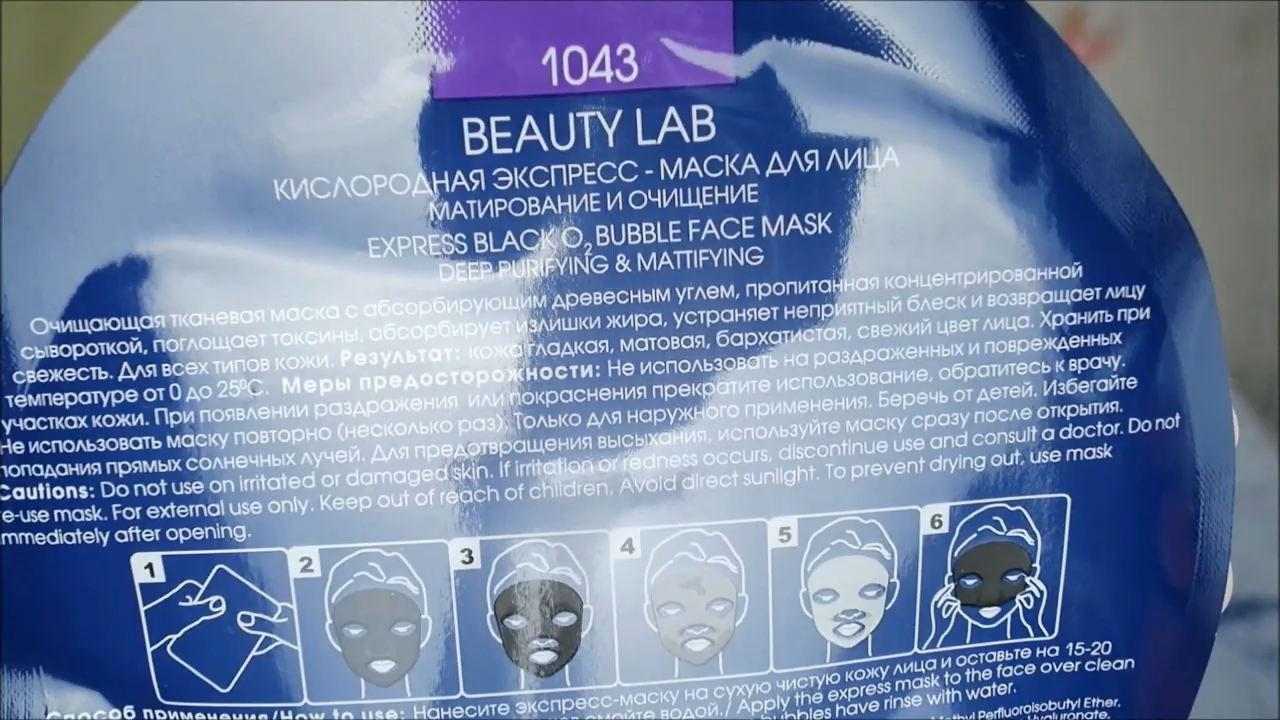 1043
BEAUTY LAB
КИСЛОРОДНАЯ ЭКСПРЕСС - МАСКА ДЛЯ ЛИЦА
МАТИРОВАНИЕ И ОЧИЩЕНИЕ
EXPRESS BLACK O₂ BUBBLE FACE MASK
DEEP PURIFYING & MATTIFYING
Очищающая тканевая маска с абсорбирующим древесным углем, пропитанная концентрированной
сывороткой, поглощает токсины, абсорбирует излишки жира, устраняет неприятный блеск и возвращает лицу
свежесть. Для всех типов кожи. Результат: кожа гладкая, матовая, бархатистая, свежий цвет лица. Хранить при
температуре от 0 до 25°C. Меры предосторожности: Не использовать на раздраженных и поврежденных
участках кожи. При появлении раздражения или покраснения прекратите использование, обратитесь к врачу.
Не использовать маску повторно (несколько раз). Только для наружного применения. Беречь от детей. Избегайте
попадания прямых солнечных лучей. Для предотвращения высыхания, используйте маску сразу после открытия.
Cautions: Do not use on irritated or damaged skin. If irritation or redness occurs, discontinue use and consult a doctor. Do not
re-use mask. For external use only. Keep out of reach of children. Avoid direct sunlight. To prevent drying out, use mask
immediately after opening.
1 2 3 4 5 6
Способ применения/How to use: Нанесите экспресс-маску на сухую чистую кожу лица и оставьте на 15-20
смойте водой./ Apply the express mask to the face over clean
bubbles have rinse with water.
Methyl Perfluoroisobutyl Ether,